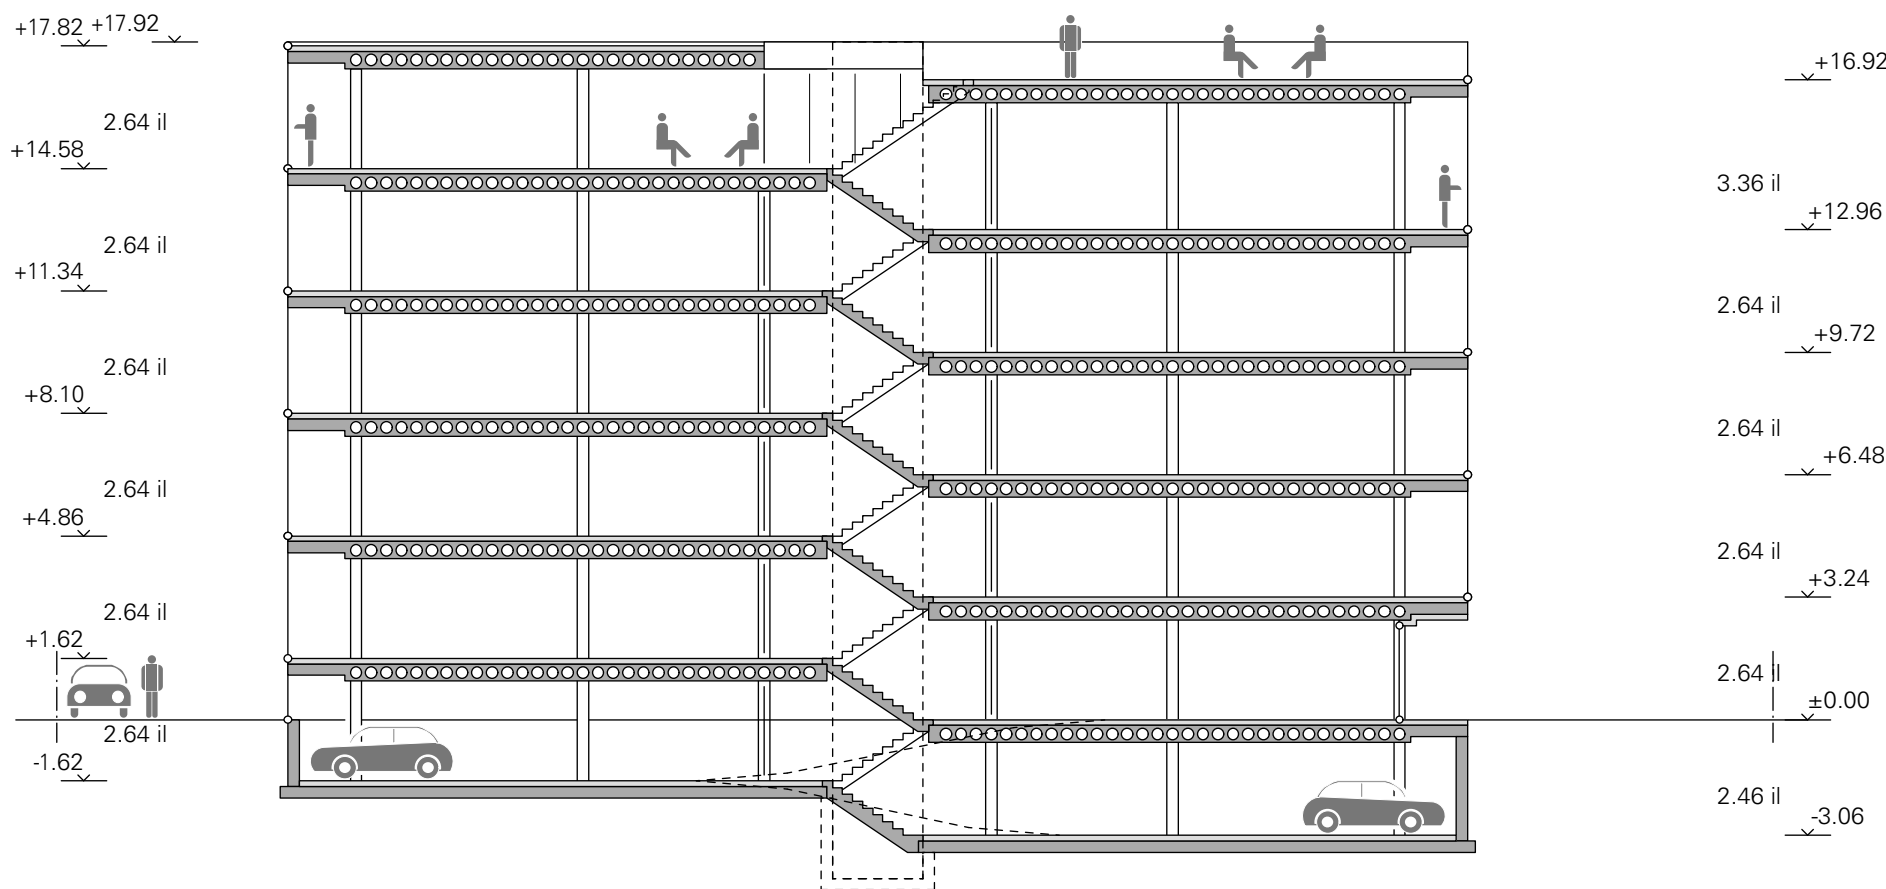 +17.82 +17.92
+16.92
2.64 il
+14.58
3.36 il
+12.96
2.64 il
+11.34
2.64 il
+9.72
2.64 il
+8.10
2.64 il
+6.48
2.64 il
+4.86
2.64 il
+3.24
2.64 il
+1.62
2.64 il
±0.00
2.64 il
-1.62
2.46 il
-3.06